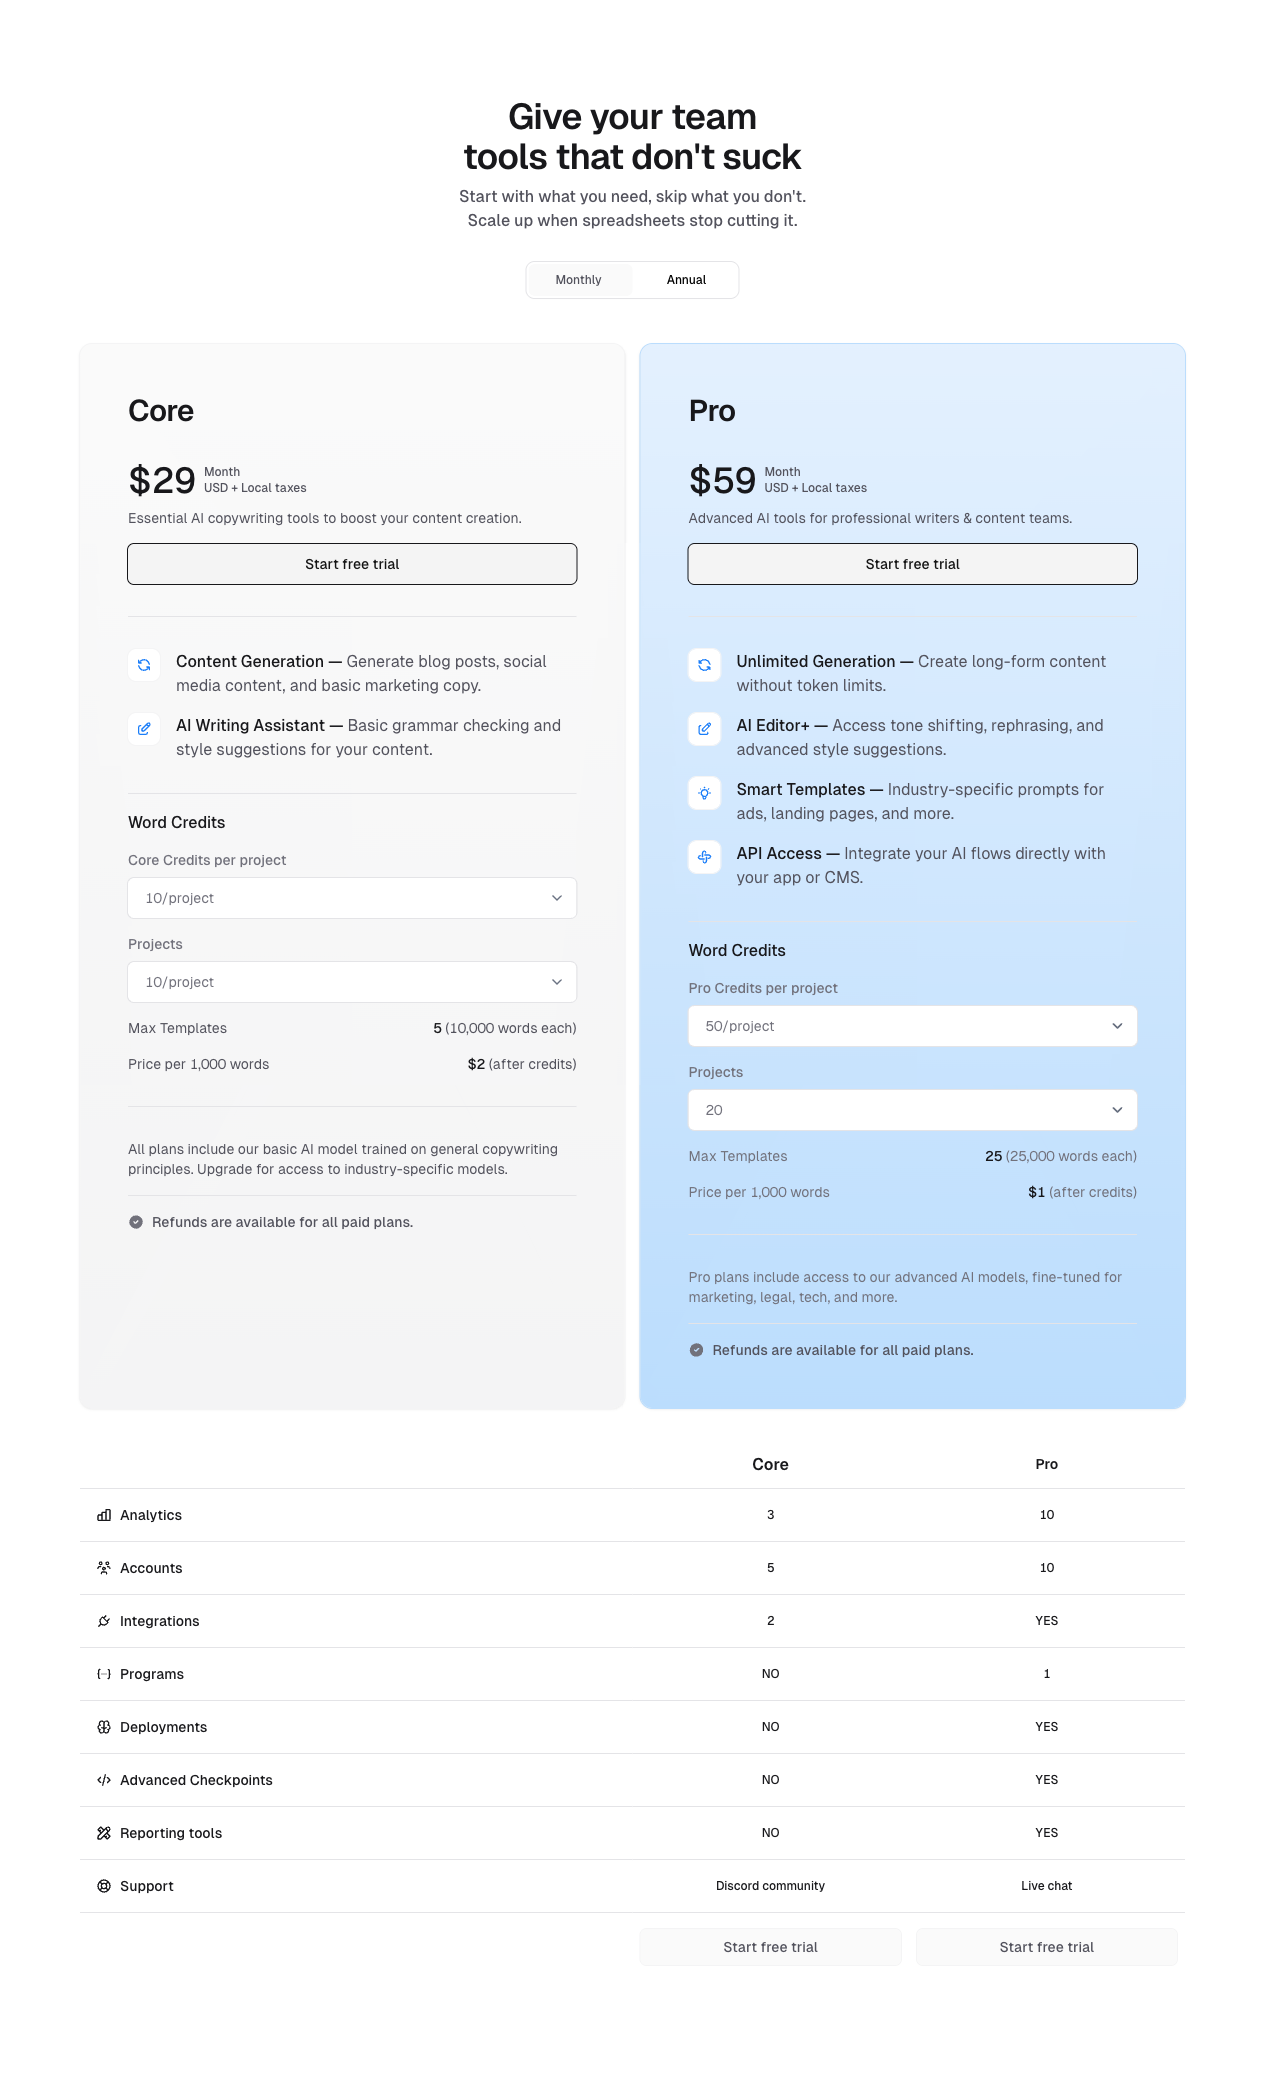 Give your team
tools that don't suck
Start with what you need, skip what you don't.
Scale up when spreadsheets stop cutting it.
Monthly
Annual
Core
$29
Month
USD + Local taxes
Essential AI copywriting tools to boost your content creation.
Start free trial
Content Generation — Generate blog posts, social
media content, and basic marketing copy.
AI Writing Assistant — Basic grammar checking and
style suggestions for your content.
Word Credits
Core Credits per project
10/project
Projects
10/project
Max Templates
5 (10,000 words each)
Price per 1,000 words
$2 (after credits)
All plans include our basic AI model trained on general copywriting
principles. Upgrade for access to industry-specific models.
Refunds are available for all paid plans.
Pro
$59
Month
USD + Local taxes
Advanced AI tools for professional writers & content teams.
Start free trial
Unlimited Generation — Create long-form content
without token limits.
AI Editor+ — Access tone shifting, rephrasing, and
advanced style suggestions.
Smart Templates — Industry-specific prompts for
ads, landing pages, and more.
API Access — Integrate your AI flows directly with
your app or CMS.
Word Credits
Pro Credits per project
50/project
Projects
20
Max Templates
25 (25,000 words each)
Price per 1,000 words
$1 (after credits)
Pro plans include access to our advanced AI models, fine-tuned for
marketing, legal, tech, and more.
Refunds are available for all paid plans.
Core Pro
Analytics 3 10
Accounts 5 10
Integrations 2 YES
Programs NO 1
Deployments NO YES
Advanced Checkpoints NO YES
Reporting tools NO YES
Support Discord community Live chat
Start free trial Start free trial